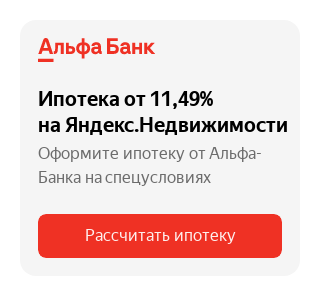 Альфа Банк
Ипотека от 11,49%
на Яндекс.Недвижимости
Оформите ипотеку от Альфа-
Банка на спецусловиях
Рассчитать ипотеку